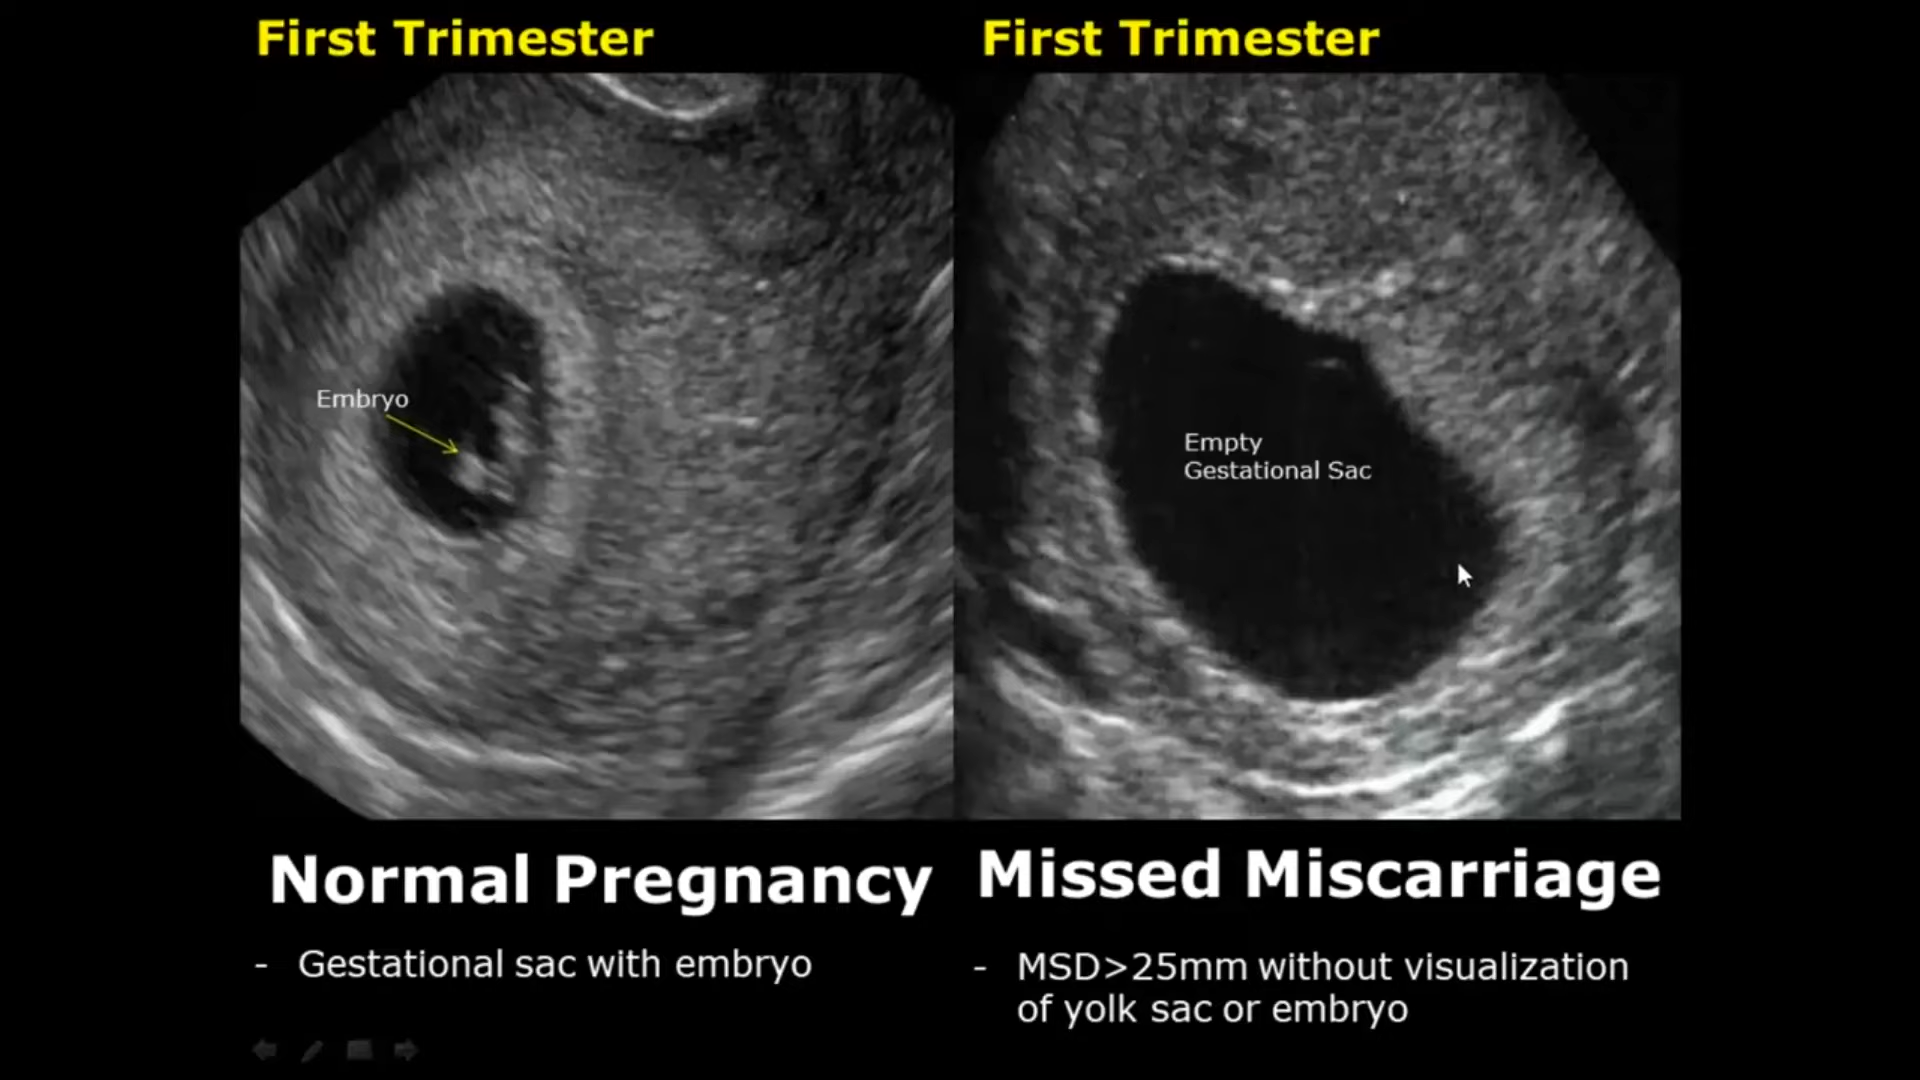 First Trimester
Embryo
Normal Pregnancy
- Gestational sac with embryo
First Trimester
Empty
Gestational Sac
Missed Miscarriage
- MSD>25mm without visualization
of yolk sac or embryo